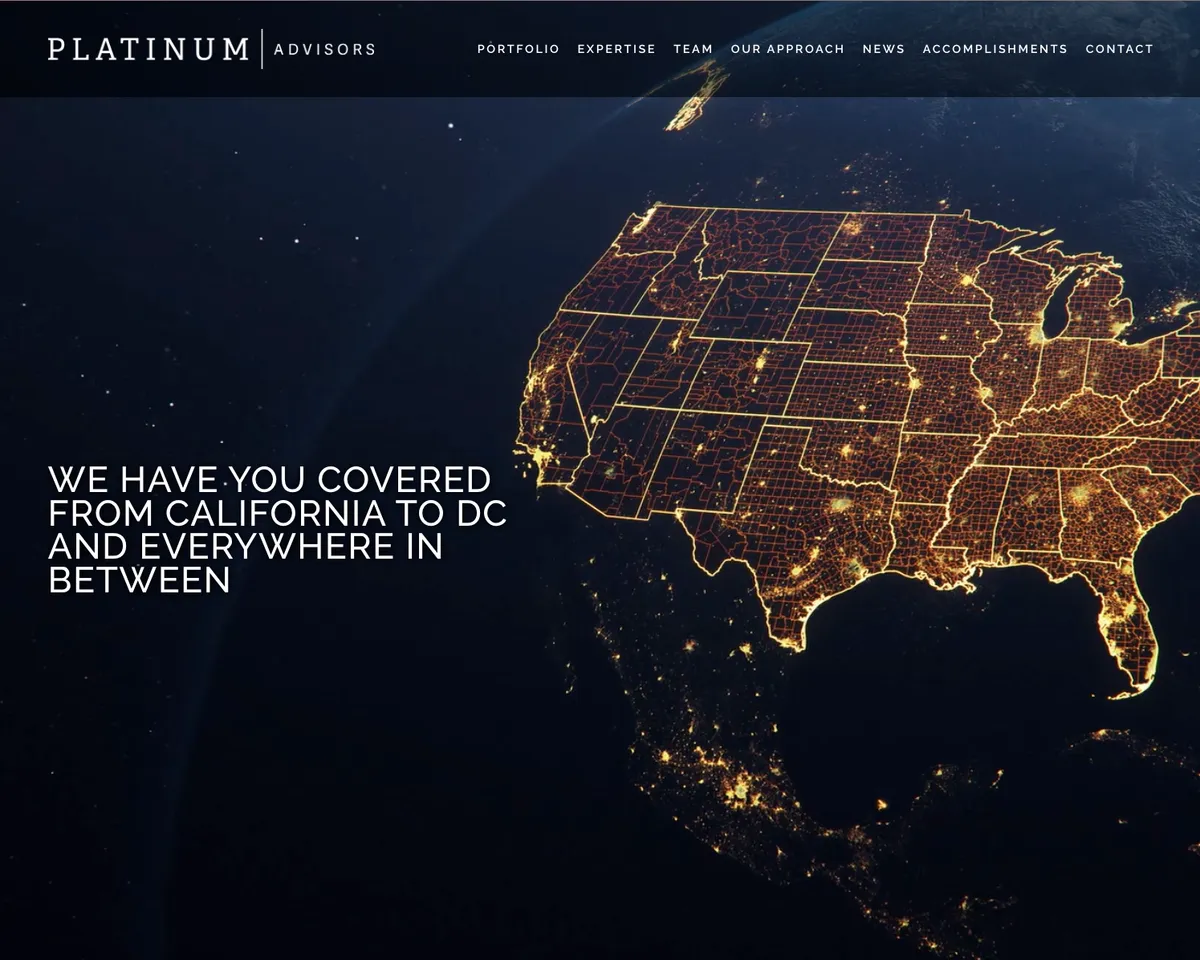 PLATINUM | ADVISORS
PORTFOLIO EXPERTISE TEAM OUR APPROACH NEWS ACCOMPLISHMENTS CONTACT
WE HAVE YOU COVERED
FROM CALIFORNIA TO DC
AND EVERYWHERE IN
BETWEEN